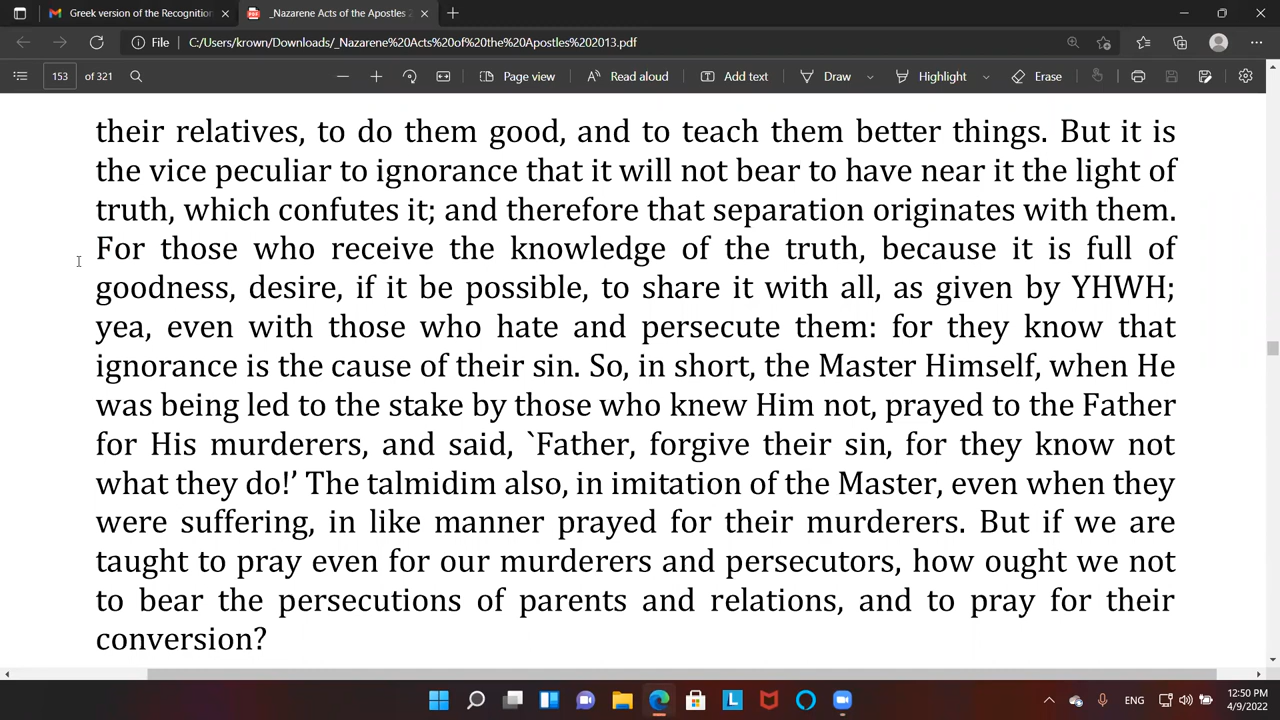 Greek version of the Recognition
_Nazarene Acts of the Apostles 2
File
C:/Users/krown/Downloads/_Nazarene%20Acts%20of%20the%20Apostles%202013.pdf
153 of 321
Page view
Read aloud
Add text
Draw
Highlight
Erase
their relatives, to do them good, and to teach them better things. But it is
the vice peculiar to ignorance that it will not bear to have near it the light of
truth, which confutes it; and therefore that separation originates with them.
For those who receive the knowledge of the truth, because it is full of
goodness, desire, if it be possible, to share it with all, as given by YHWH;
yea, even with those who hate and persecute them: for they know that
ignorance is the cause of their sin. So, in short, the Master Himself, when He
was being led to the stake by those who knew Him not, prayed to the Father
for His murderers, and said, `Father, forgive their sin, for they know not
what they do!’ The talmidim also, in imitation of the Master, even when they
were suffering, in like manner prayed for their murderers. But if we are
taught to pray even for our murderers and persecutors, how ought we not
to bear the persecutions of parents and relations, and to pray for their
conversion?
ENG
12:50 PM
4/9/2022